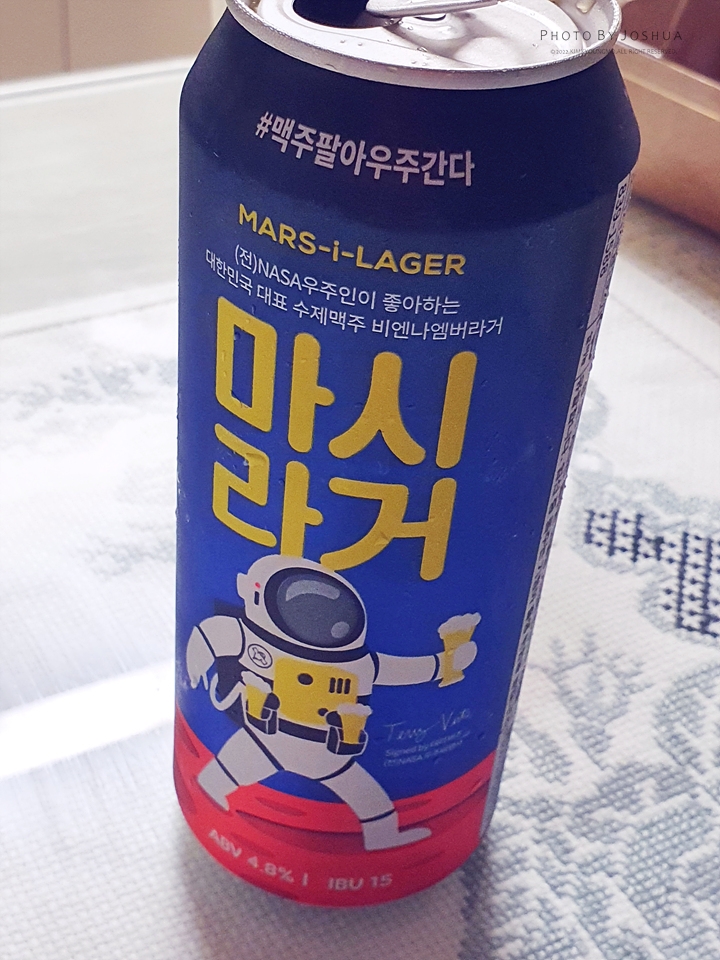 PHOTO BY JOSHUA
#맥주팔아우주간다
MARS-i-LAGER
(전)NASA우주인이 좋아하는
대한민국 대표 수제맥주 비엔나엠버라거
마시
라거
Signed by
ABV 4.8% | IBU 15